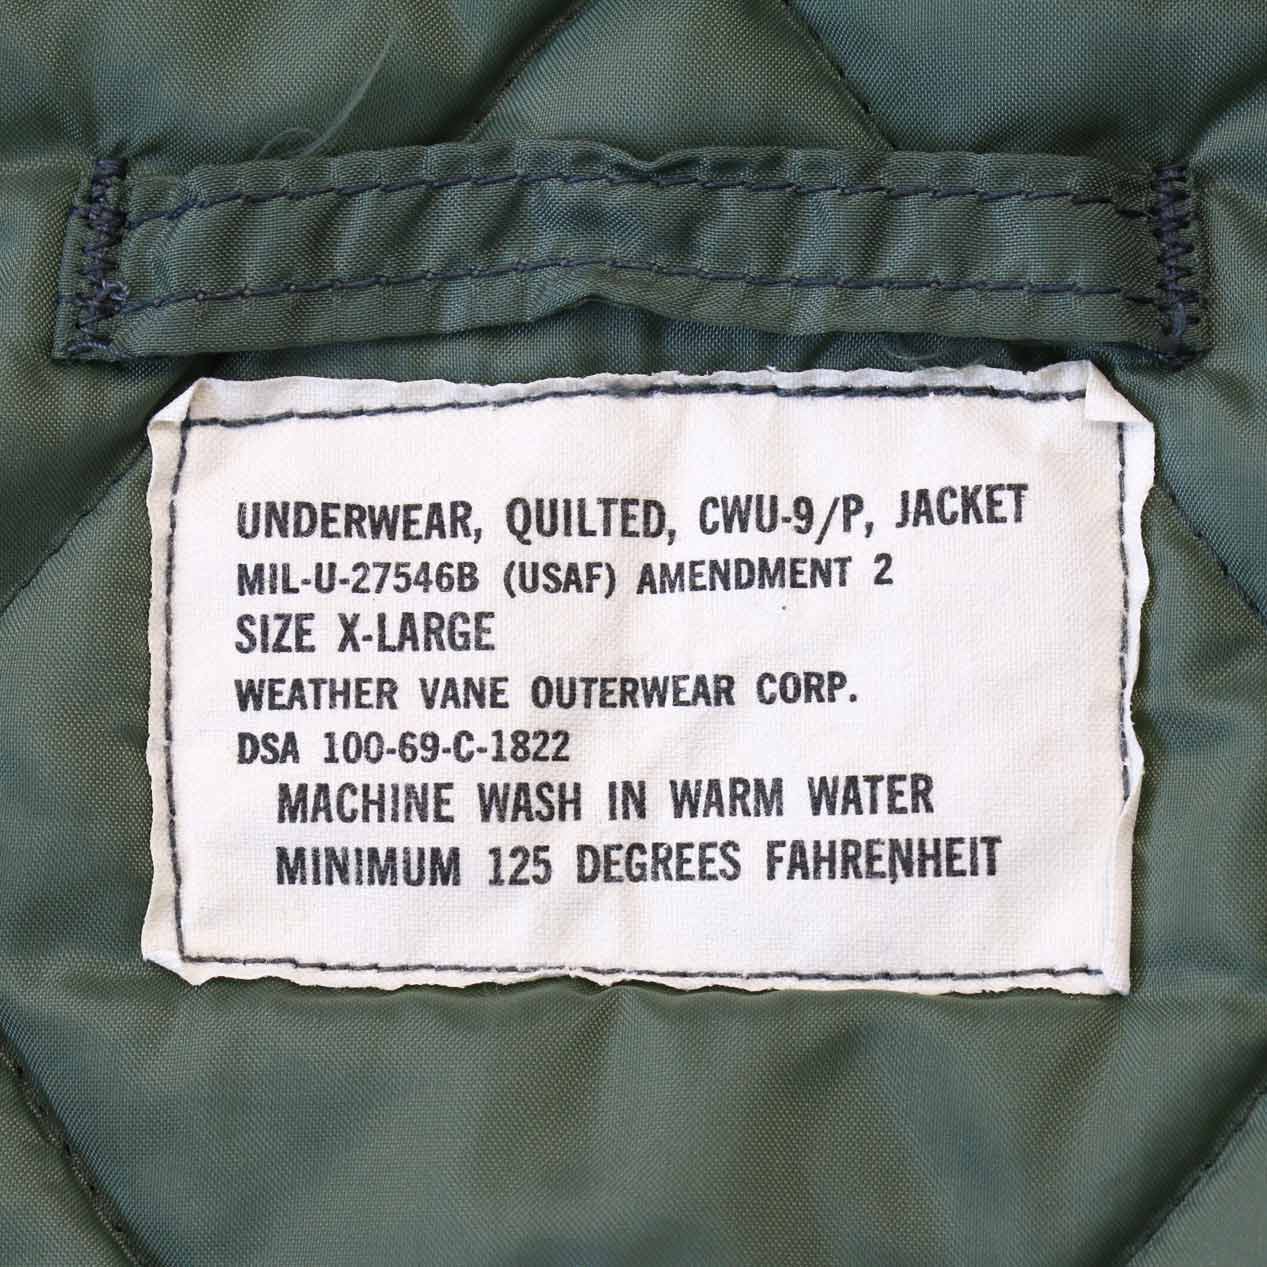 UNDERWEAR, QUILTED, CWU-9/P, JACKET
MIL-U-27546B (USAF) AMENDMENT 2
SIZE X-LARGE
WEATHER VANE OUTERWEAR CORP.
DSA 100-69-C-1822
MACHINE WASH IN WARM WATER
MINIMUM 125 DEGREES FAHRENHEIT